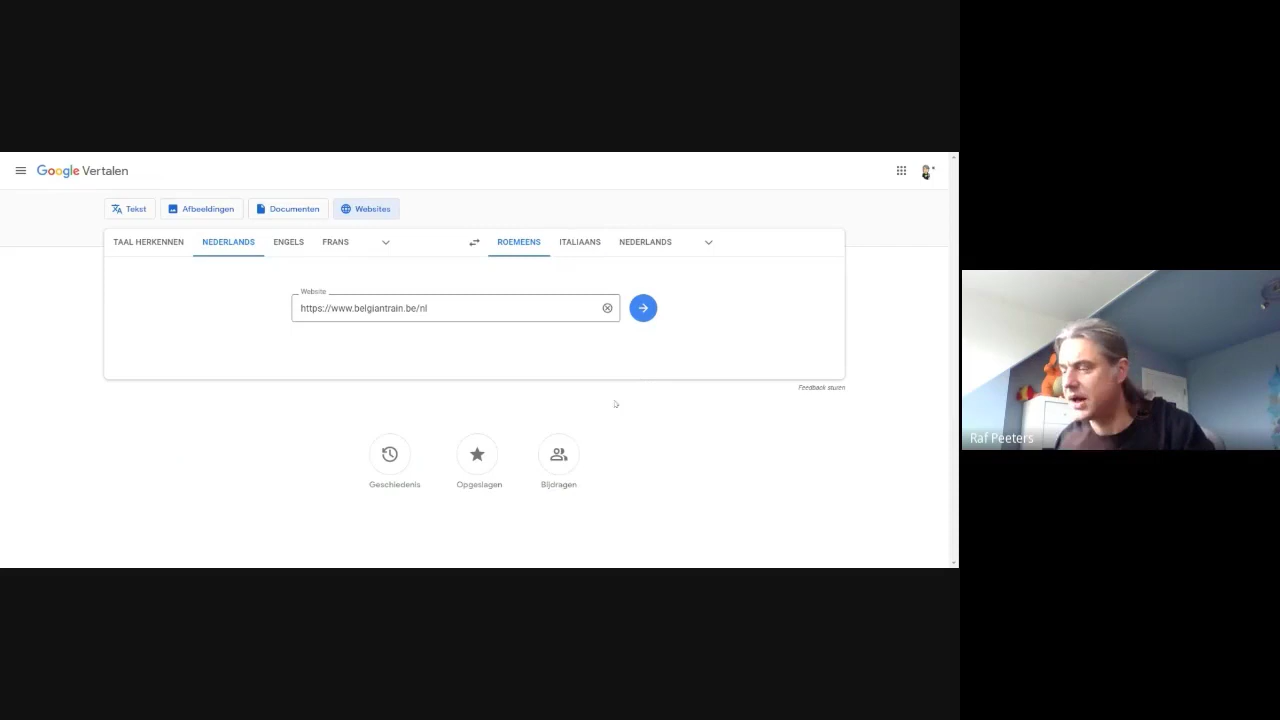 Google Vertalen
Tekst Afbeeldingen Documenten Websites
TAAL HERKENNEN NEDERLANDS ENGELS FRANS ROEMEENS ITALIAANS NEDERLANDS
Website
https://www.belgiantrain.be/nl
Feedback sturen
Geschiedenis Opgeslagen Bijdragen
Raf Peeters